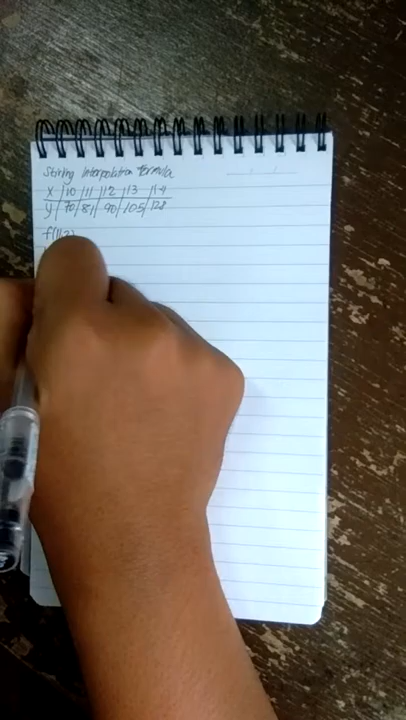 Stirling Interpolation Formula
x | 10 | 11 | 12 | 13 | 14
y | 70 | 81 | 90 | 105 | 128